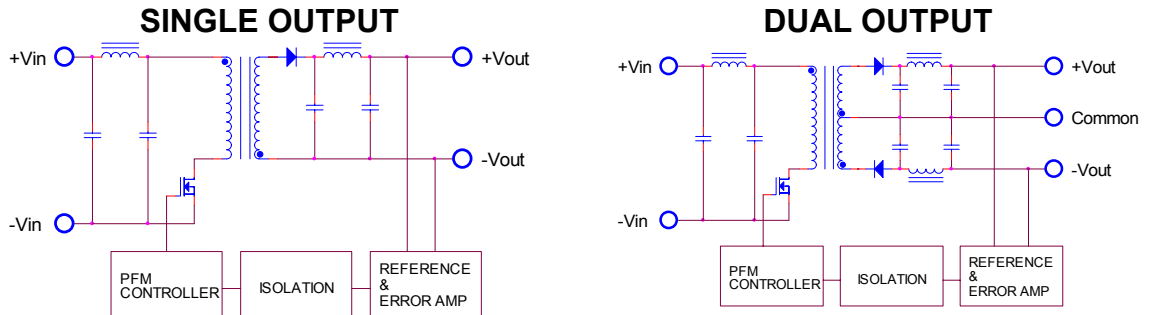 SINGLE OUTPUT
+Vin
+Vout
-Vout
-Vin
PFM
CONTROLLER
ISOLATION
REFERENCE
&
ERROR AMP
DUAL OUTPUT
+Vin
+Vout
Common
-Vout
-Vin
PFM
CONTROLLER
ISOLATION
REFERENCE
&
ERROR AMP